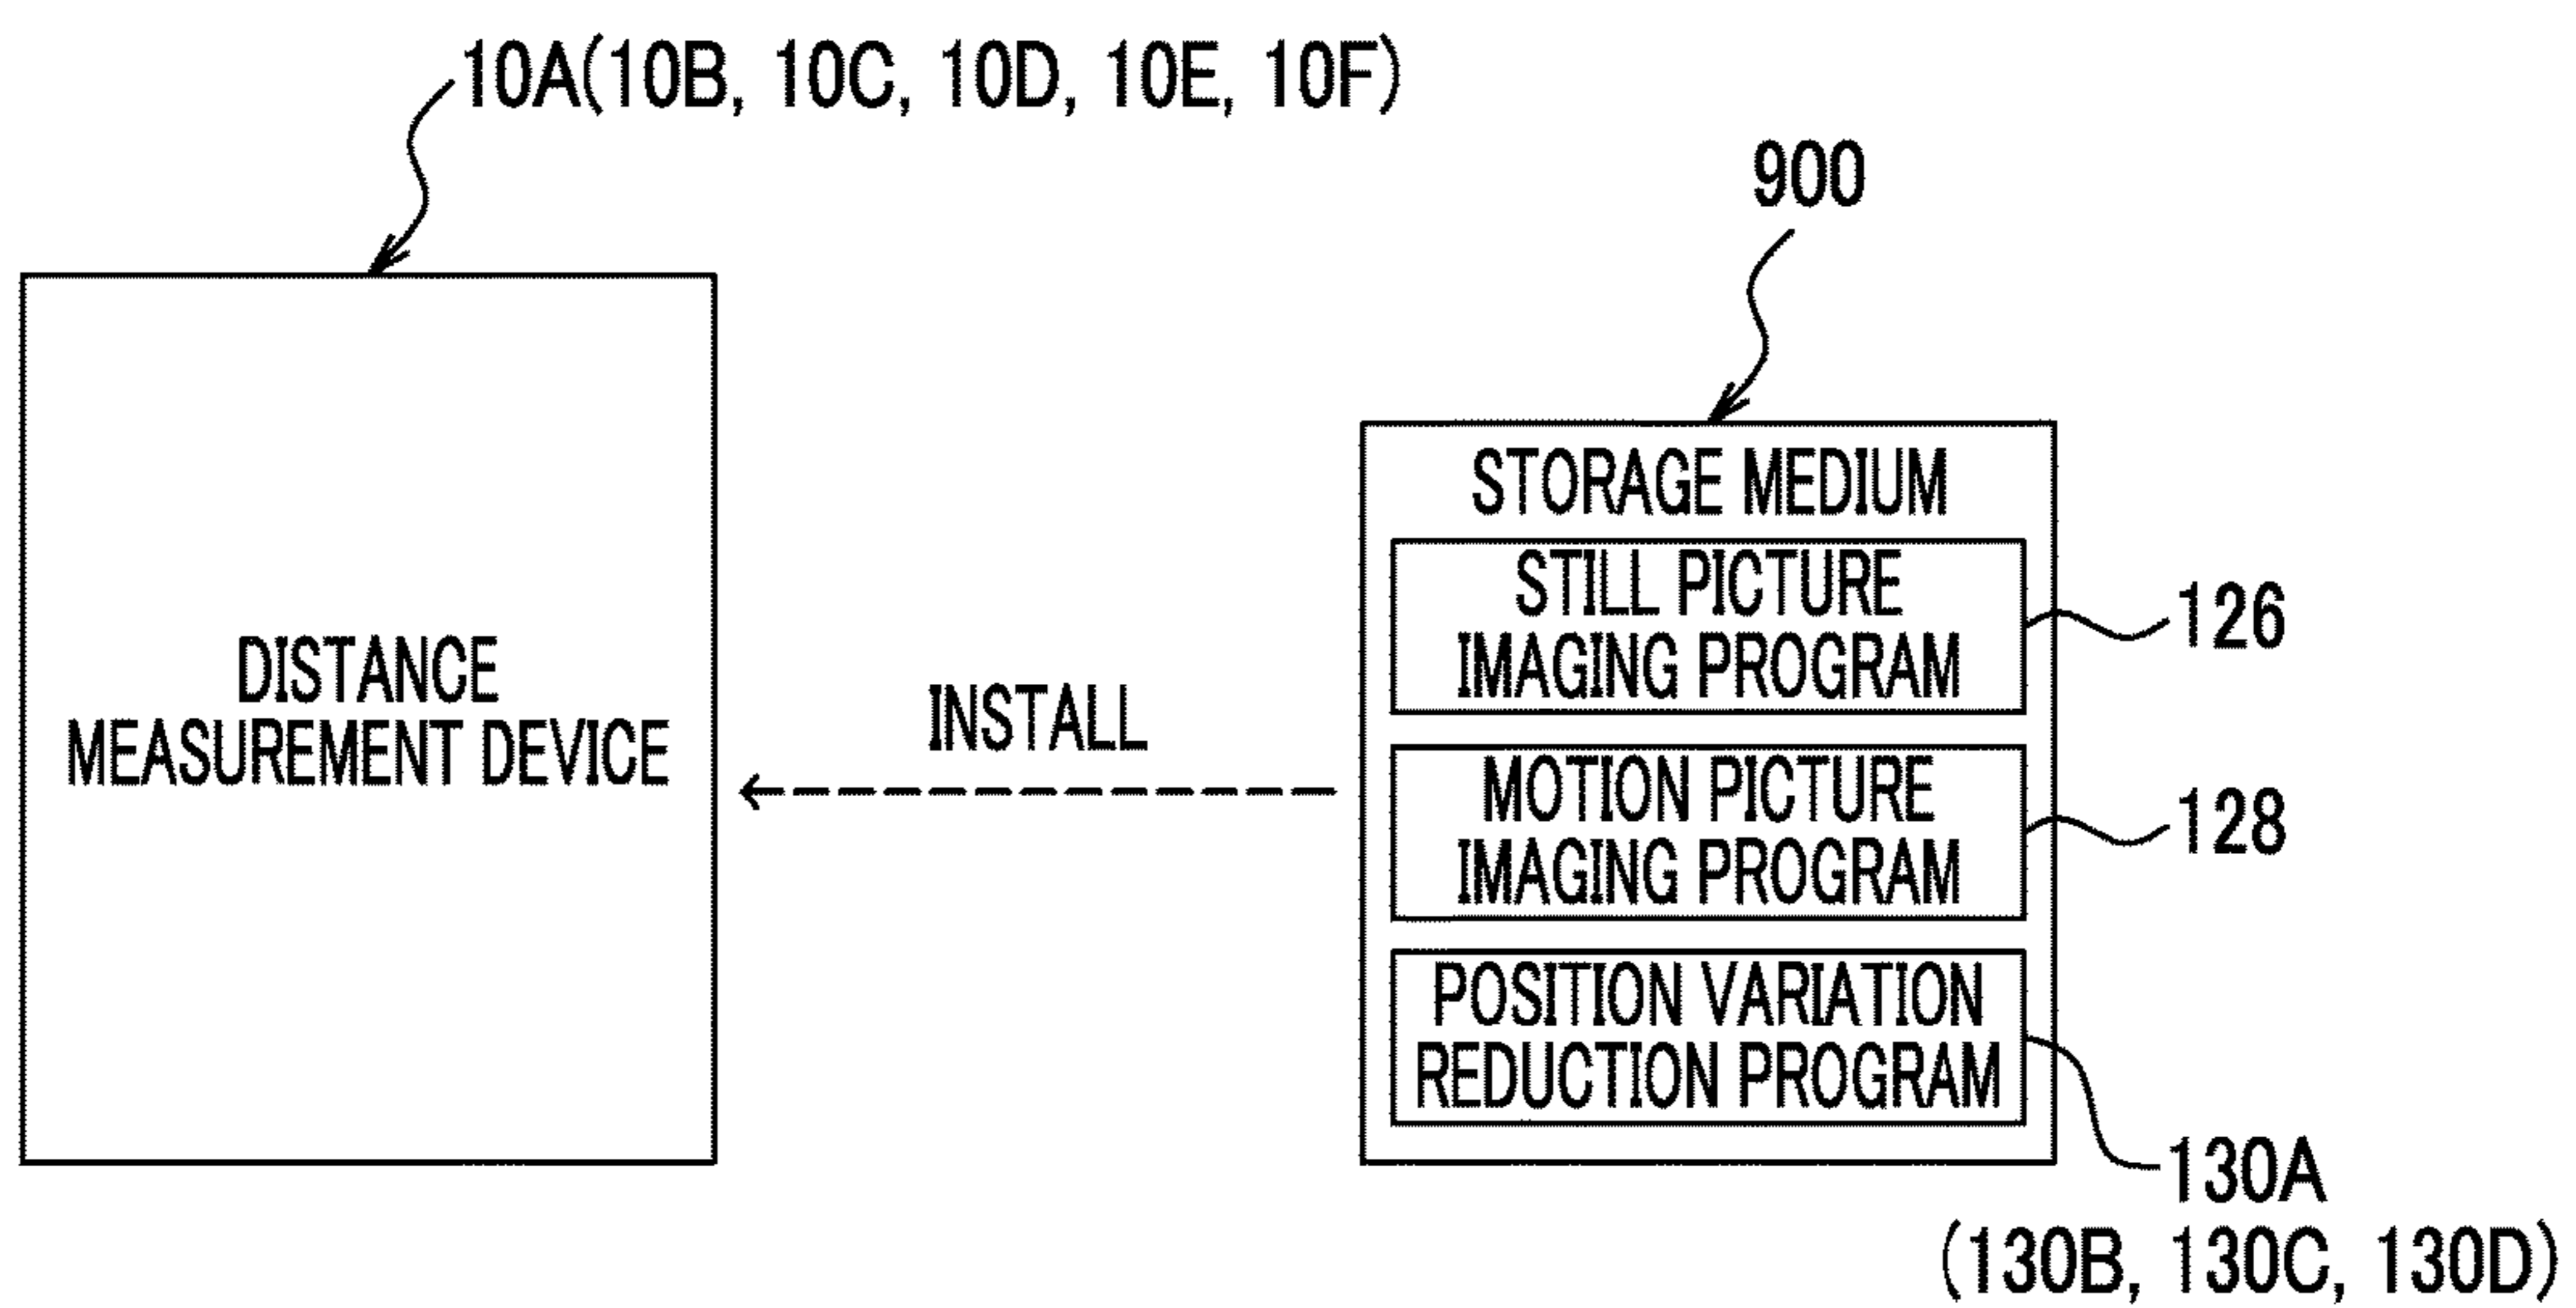 10A(10B, 10C, 10D, 10E, 10F)
900
DISTANCE
MEASUREMENT DEVICE
INSTALL
STORAGE MEDIUM
STILL PICTURE
IMAGING PROGRAM
126
MOTION PICTURE
IMAGING PROGRAM
128
POSITION VARIATION
REDUCTION PROGRAM
130A
(130B, 130C, 130D)